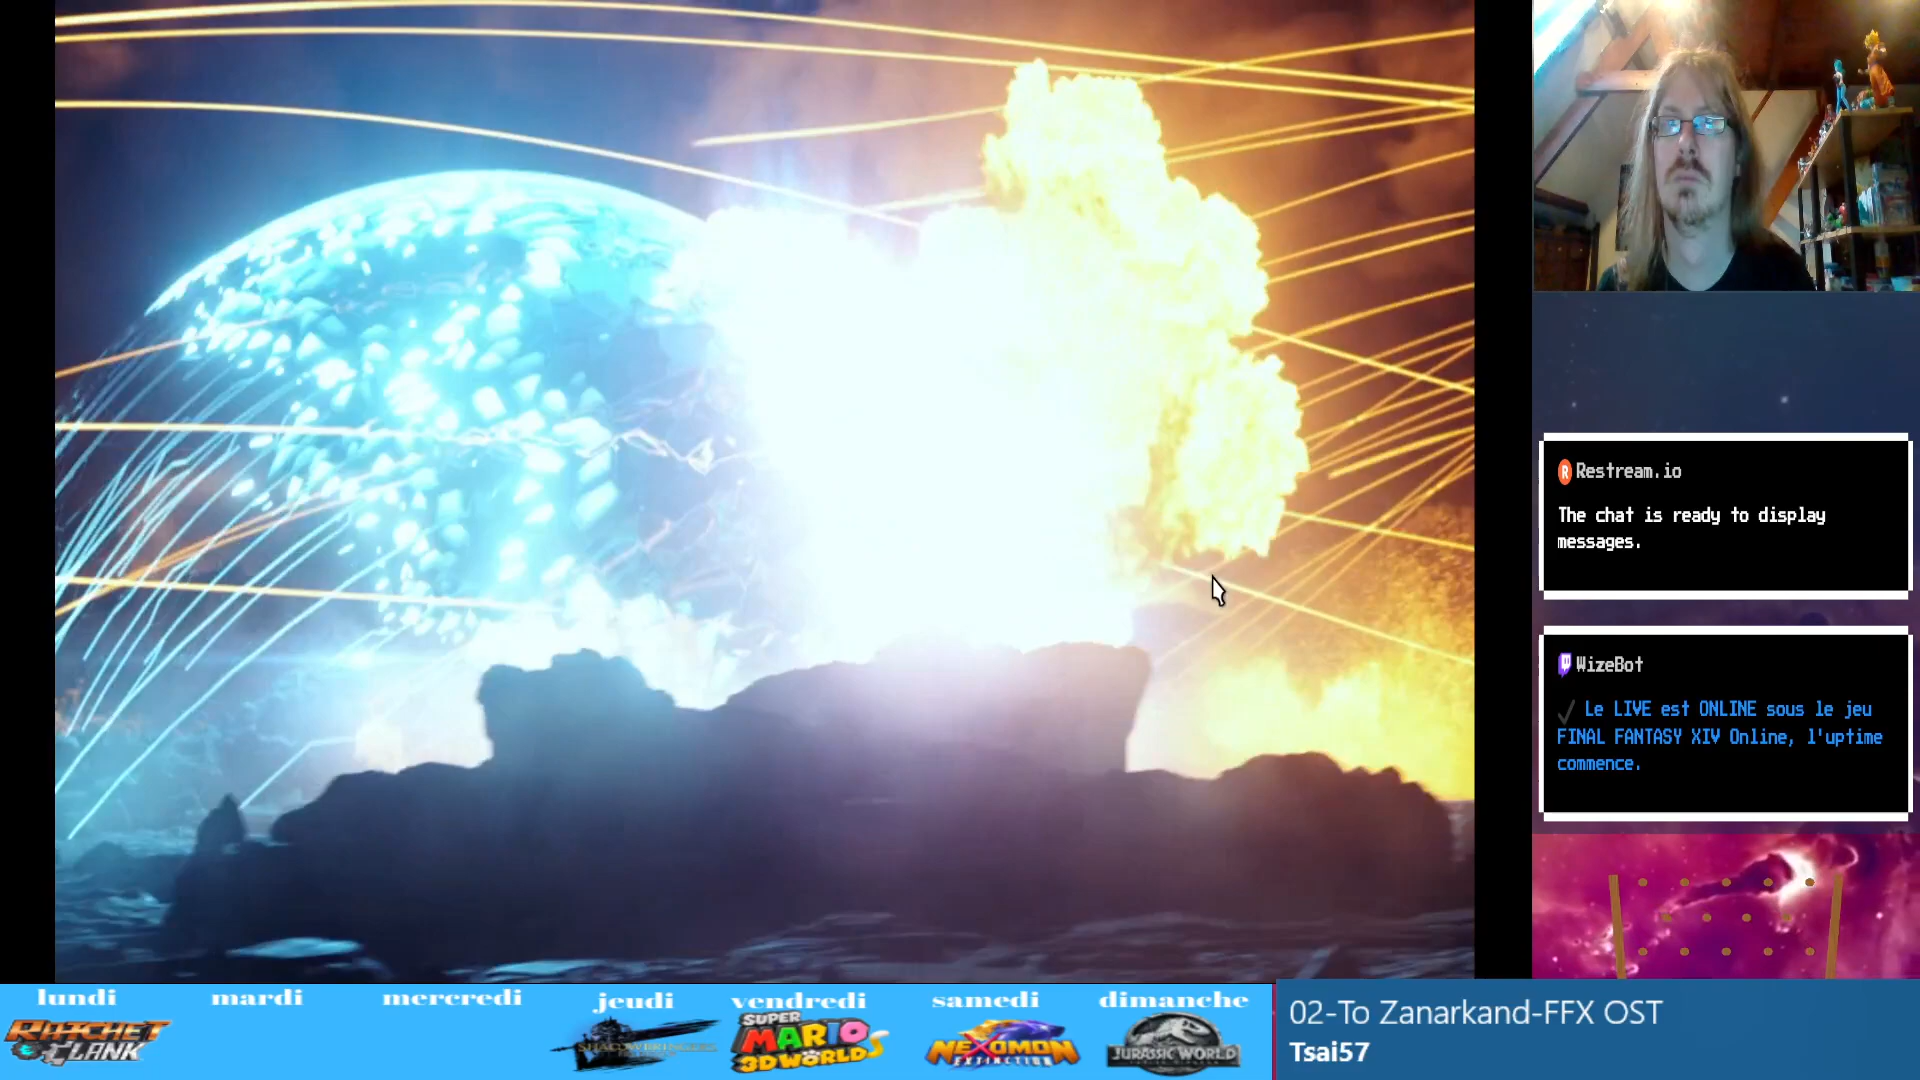 Restream.io
The chat is ready to display
messages.
WizeBot
✓ Le LIVE est ONLINE sous le jeu
FINAL FANTASY XIV Online, l'uptime
commence.
lundi mardi mercredi jeudi vendredi samedi dimanche
RATCHET
CLANK
SHADOWBRINGERS
SUPER
MARIO
3D WORLD
NEXOMON
EXTINCTION
JURASSIC WORLD
02-To Zanarkand-FFX OST
Tsai57